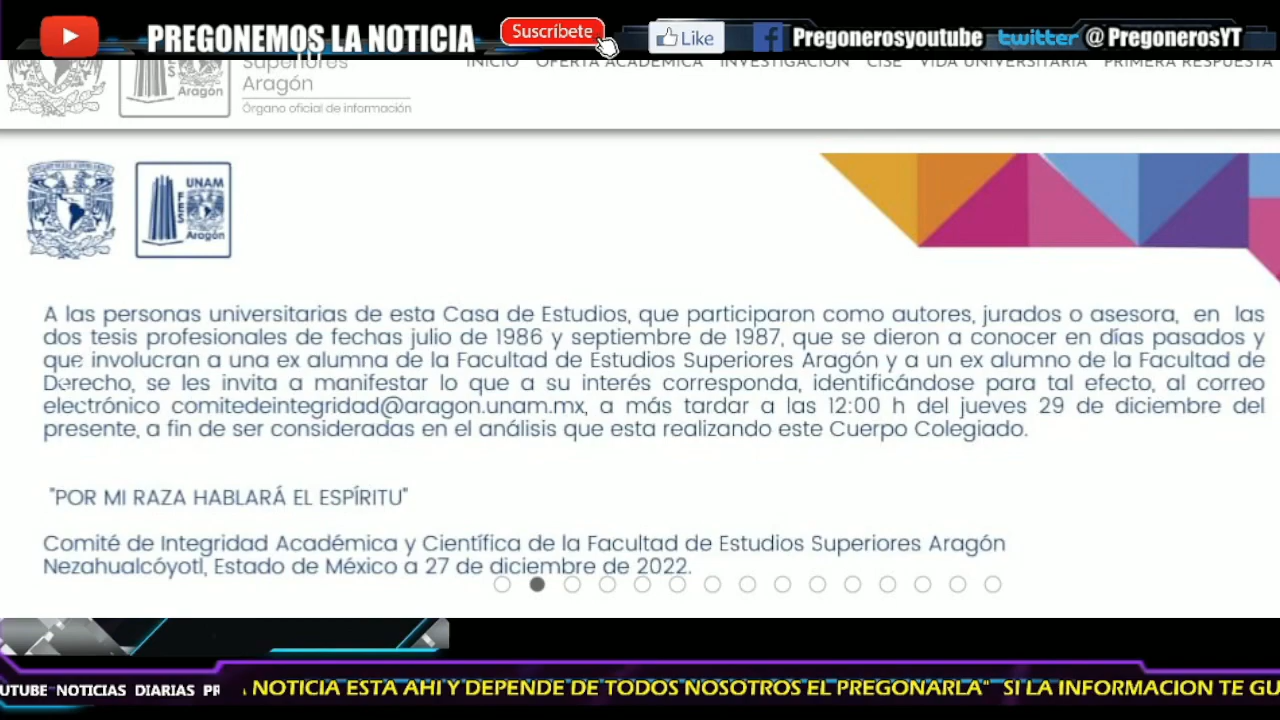 PREGONEMOS LA NOTICIA
Suscríbete
Like
Pregonerosyoutube
twitter @PregonerosYT
Superiores
Aragón
Órgano oficial de información
FES
Aragón
INICIO OFERTA ACADÉMICA INVESTIGACIÓN CISE VIDA UNIVERSITARIA PRIMERA RESPUESTA
UNAM
FES
Aragón
A las personas universitarias de esta Casa de Estudios, que participaron como autores, jurados o asesora, en las
dos tesis profesionales de fechas julio de 1986 y septiembre de 1987, que se dieron a conocer en días pasados y
que involucran a una ex alumna de la Facultad de Estudios Superiores Aragón y a un ex alumno de la Facultad de
Derecho, se les invita a manifestar lo que a su interés corresponda, identificándose para tal efecto, al correo
electrónico comitedeintegridad@aragon.unam.mx, a más tardar a las 12:00 h del jueves 29 de diciembre del
presente, a fin de ser consideradas en el análisis que esta realizando este Cuerpo Colegiado.
"POR MI RAZA HABLARÁ EL ESPÍRITU"
Comité de Integridad Académica y Científica de la Facultad de Estudios Superiores Aragón
Nezahualcóyotl, Estado de México a 27 de diciembre de 2022.
UTUBE NOTICIAS DIARIAS PR
NOTICIA ESTA AHI Y DEPENDE DE TODOS NOSOTROS EL PREGONARLA" SI LA INFORMACION TE GU